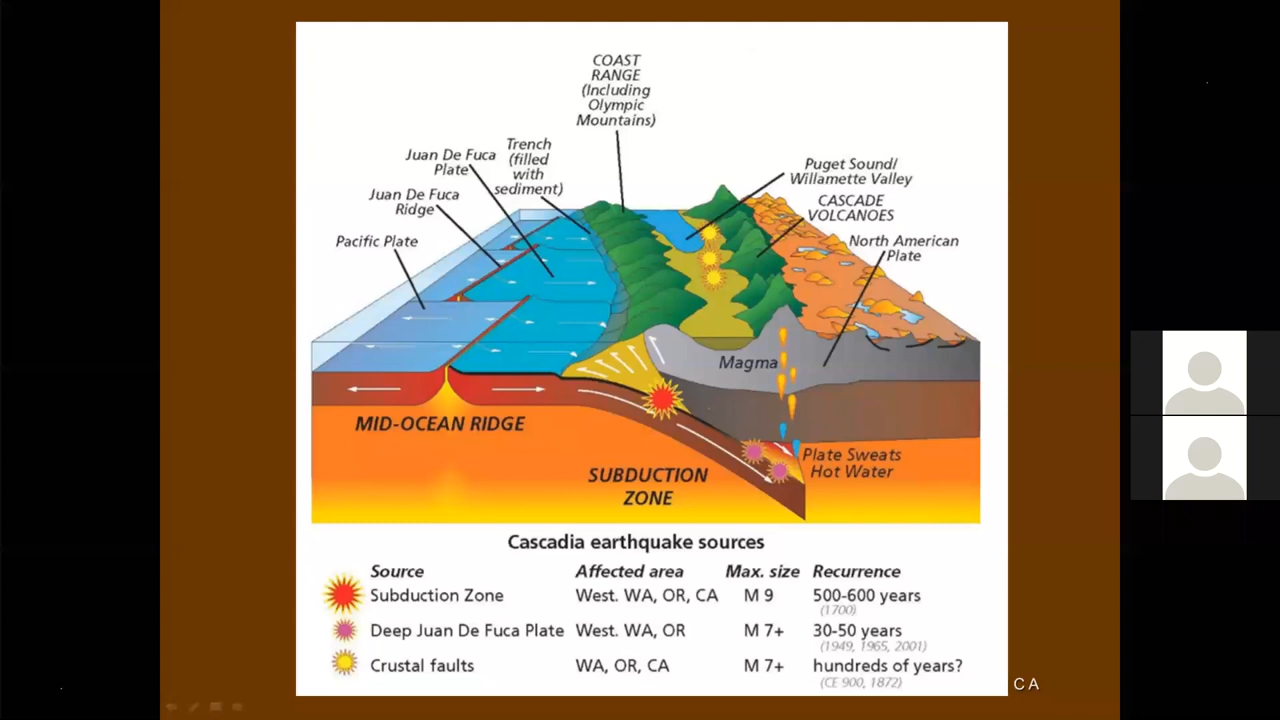 COAST
RANGE
(Including
Olympic
Mountains)
Trench
(filled
with
sediment)
Juan De Fuca
Plate
Juan De Fuca
Ridge
Pacific Plate
Puget Sound/
Willamette Valley
CASCADE
VOLCANOES
North American
Plate
Magma
MID-OCEAN RIDGE
SUBDUCTION
ZONE
Plate Sweats
Hot Water
Cascadia earthquake sources
Source Affected area Max. size Recurrence
Subduction Zone West. WA, OR, CA M 9 500-600 years
(1700)
Deep Juan De Fuca Plate West. WA, OR M 7+ 30-50 years
(1949, 1965, 2001)
Crustal faults WA, OR, CA M 7+ hundreds of years?
(CE 900, 1872)
C A